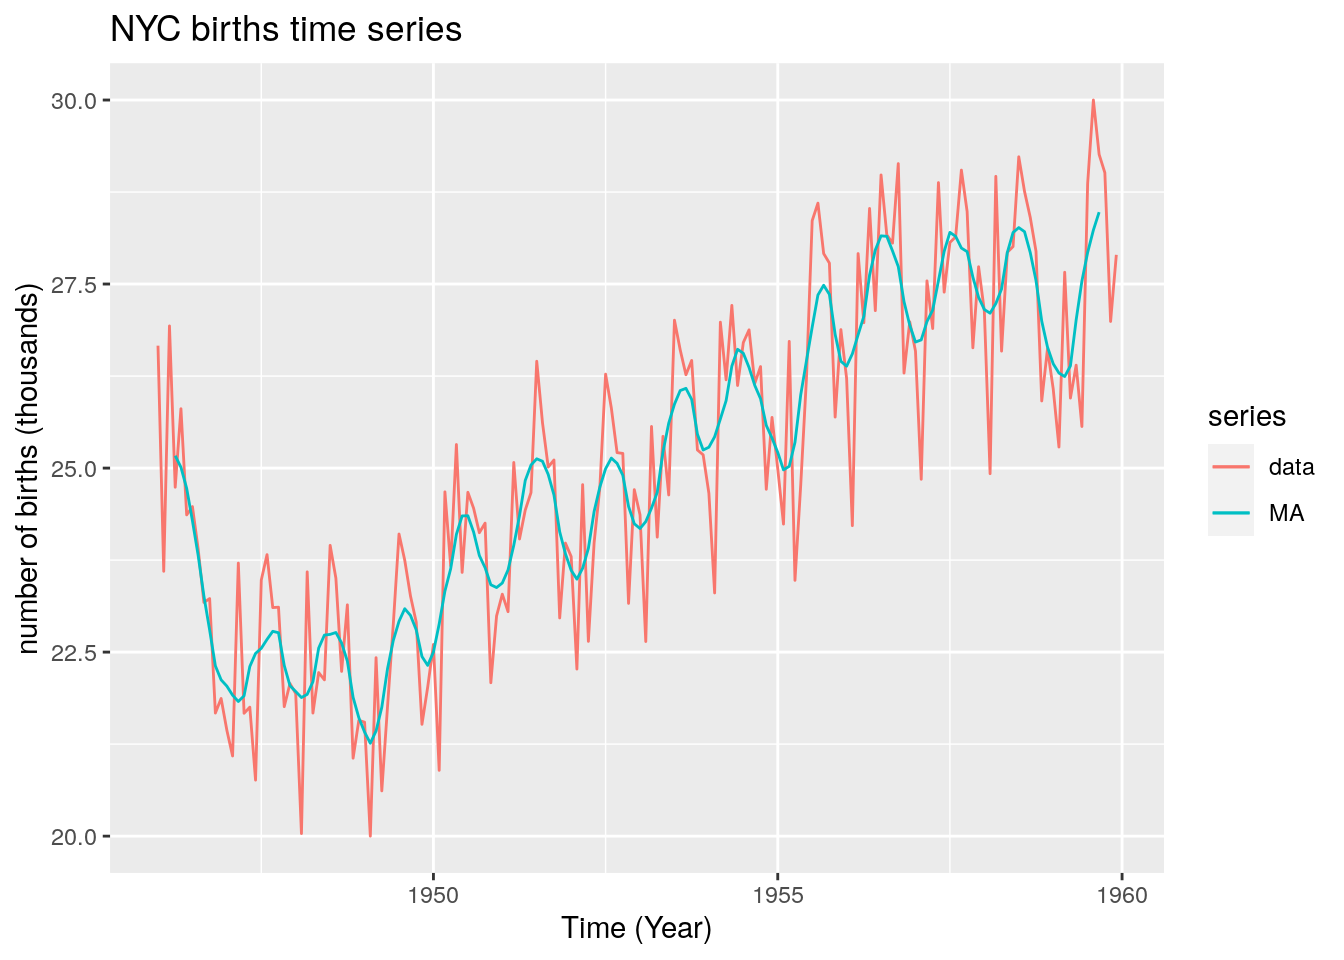 NYC births time series
number of births (thousands)
30.0
27.5
25.0
22.5
20.0
1950
1955
1960
Time (Year)
series
data
MA